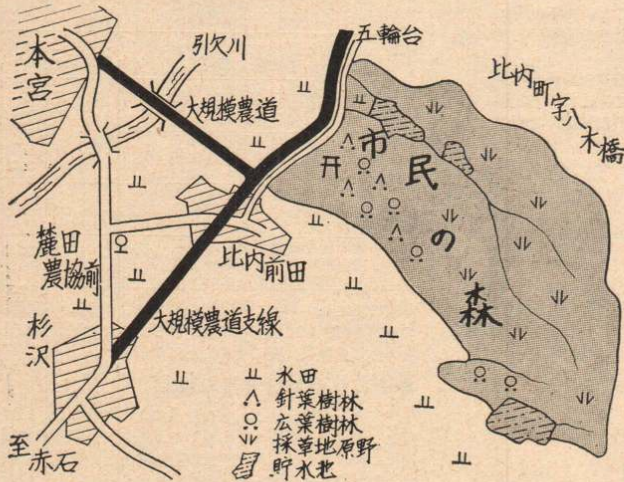 五輪台
本宮
引欠川
大規模農道
比内町字八木橋
市民の森
麓田農協前
比内前田
杉沢
大規模農道支線
至赤石
水田
針葉樹林
広葉樹林
採草地原野
貯水池